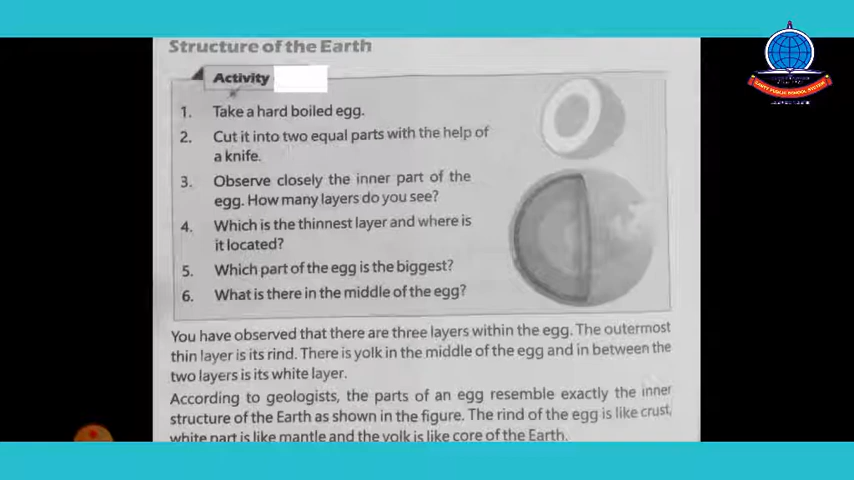 Structure of the Earth
Activity
1. Take a hard boiled egg.
2. Cut it into two equal parts with the help of
a knife.
3. Observe closely the inner part of the
egg. How many layers do you see?
4. Which is the thinnest layer and where is
it located?
5. Which part of the egg is the biggest?
6. What is there in the middle of the egg?
You have observed that there are three layers within the egg. The outermost
thin layer is its rind. There is yolk in the middle of the egg and in between the
two layers is its white layer.
According to geologists, the parts of an egg resemble exactly the inner
structure of the Earth as shown in the figure. The rind of the egg is like crust,
white part is like mantle and the yolk is like core of the Earth.